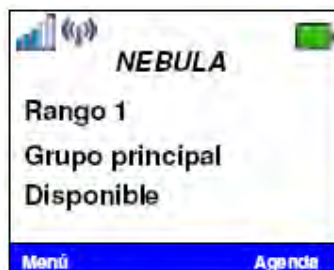 NEBULA
Rango 1
Grupo principal
Disponible
Menú Agenda